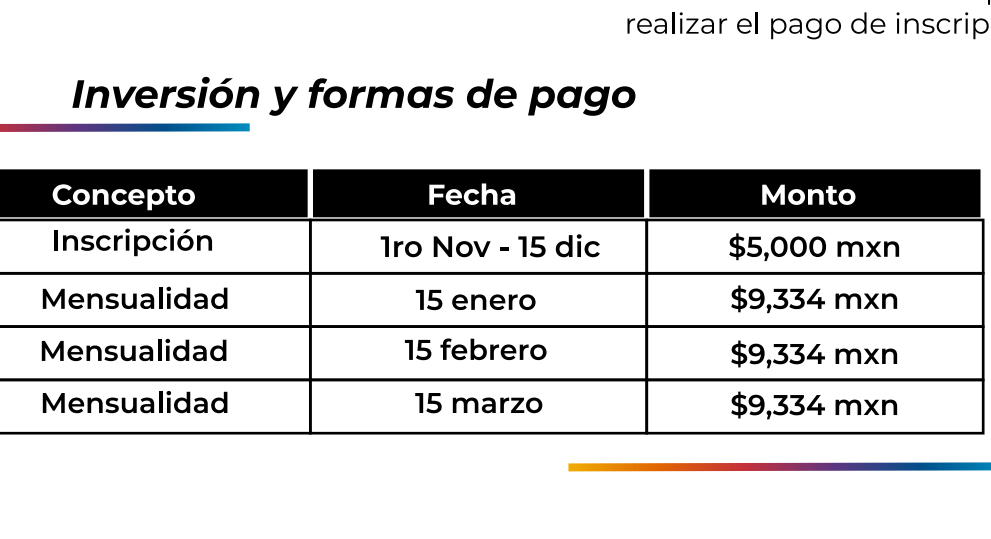 realizar el pago de inscrip
Inversión y formas de pago
Concepto Fecha Monto
Inscripción 1ro Nov - 15 dic $5,000 mxn
Mensualidad 15 enero $9,334 mxn
Mensualidad 15 febrero $9,334 mxn
Mensualidad 15 marzo $9,334 mxn